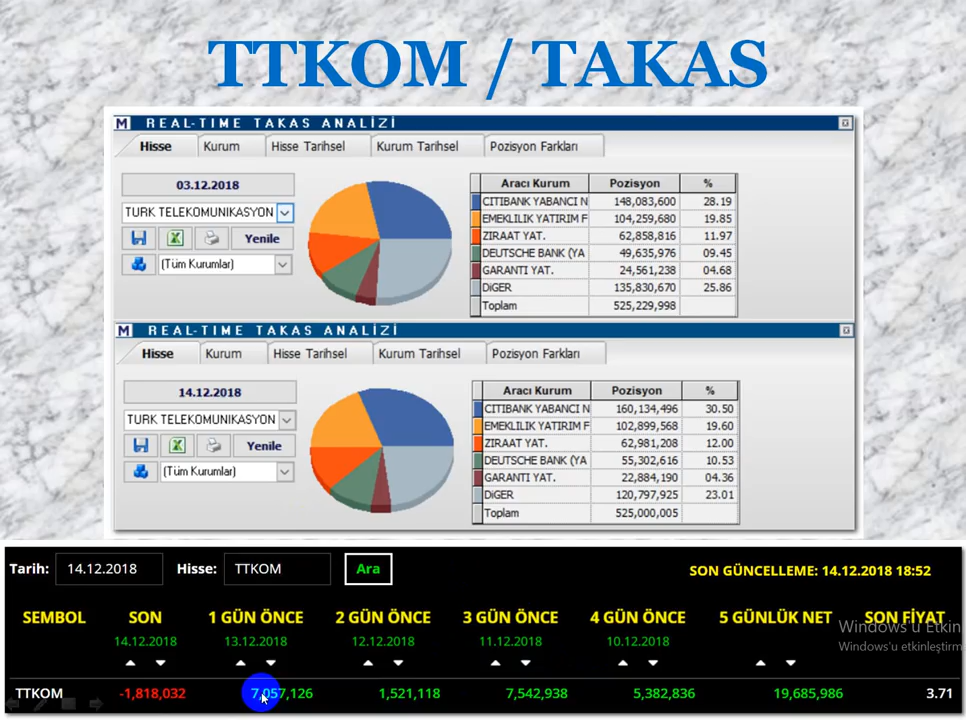 TTKOM / TAKAS
M REAL-TIME TAKAS ANALİZİ
Hisse Kurum Hisse Tarihsel Kurum Tarihsel Pozisyon Farkları
03.12.2018
TURK TELEKOMUNIKASYON
Yenile
(Tüm Kurumlar)
Aracı Kurum Pozisyon %
CITIBANK YABANCI N 148,083,600 28.19
EMEKLILIK YATIRIM F 104,259,680 19.85
ZIRAAT YAT. 62,858,816 11.97
DEUTSCHE BANK (YA 49,635,976 09.45
GARANTI YAT. 24,561,238 04.68
DiGER 135,830,670 25.86
Toplam 525,229,998
M REAL-TIME TAKAS ANALİZİ
Hisse Kurum Hisse Tarihsel Kurum Tarihsel Pozisyon Farkları
14.12.2018
TURK TELEKOMUNIKASYON
Yenile
(Tüm Kurumlar)
Aracı Kurum Pozisyon %
CITIBANK YABANCI N 160,134,496 30.50
EMEKLILIK YATIRIM F 102,899,568 19.60
ZIRAAT YAT. 62,981,208 12.00
DEUTSCHE BANK (YA 55,302,616 10.53
GARANTI YAT. 22,884,190 04.36
DiGER 120,797,925 23.01
Toplam 525,000,005
Tarih: 14.12.2018 Hisse: TTKOM Ara SON GÜNCELLEME: 14.12.2018 18:52
SEMBOL SON 1 GÜN ÖNCE 2 GÜN ÖNCE 3 GÜN ÖNCE 4 GÜN ÖNCE 5 GÜNLÜK NET SON FİYAT
Windows'u Etkin
14.12.2018 13.12.2018 12.12.2018 11.12.2018 10.12.2018
Windows'u etkinleştirm
TTKOM -1,818,032 7,057,126 1,521,118 7,542,938 5,382,836 19,685,986 3.71